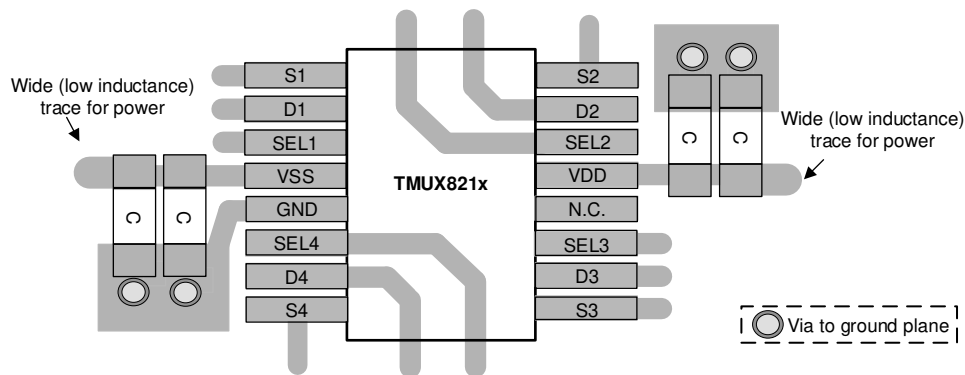 Wide (low inductance)
trace for power
S1
D1
SEL1
VSS
GND
SEL4
D4
S4
C
C
TMUX821x
S2
D2
SEL2
VDD
N.C.
SEL3
D3
S3
C
C
Wide (low inductance)
trace for power
Via to ground plane